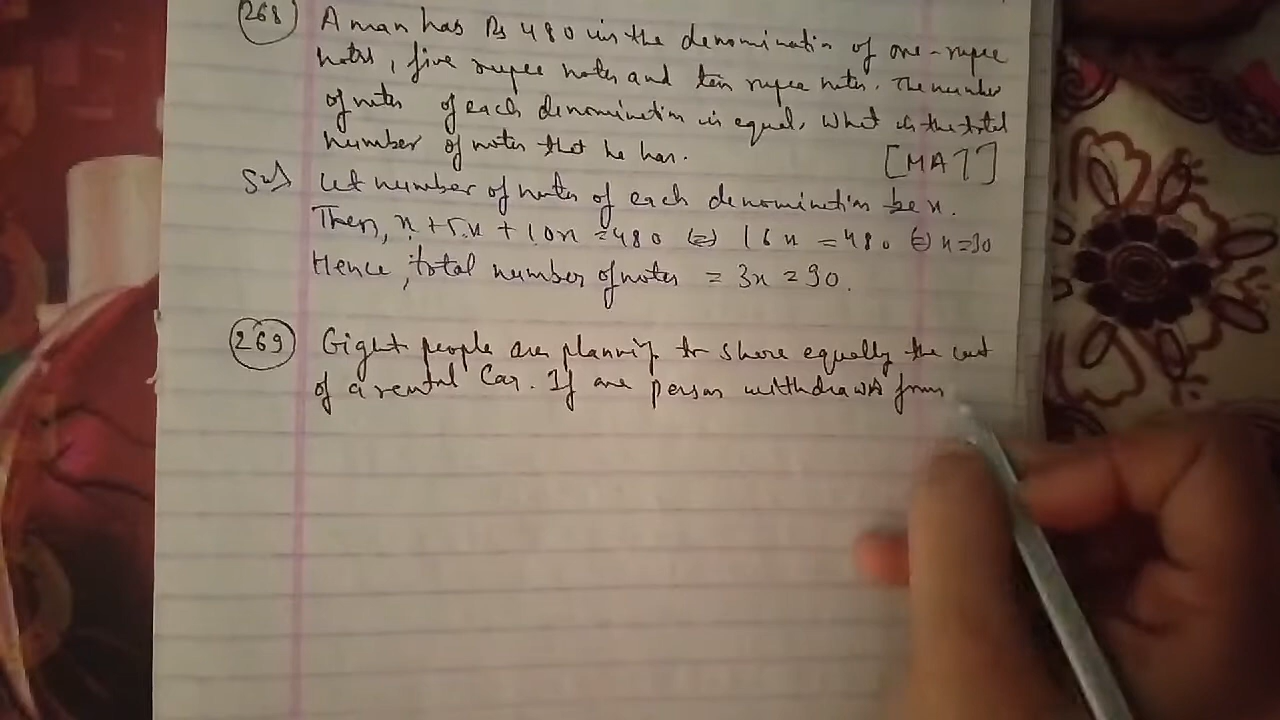 (268) A man has Rs 480 in the denomination of one-rupee
notes, five rupee notes and ten rupee notes. The number
of notes of each denomination is equal. What is the total
number of notes that he has. [MAT]
Sol) Let number of notes of each denomination be x.
Then, x + 5x + 10x = 480 (=) 16x = 480 (=) x = 30
Hence, total number of notes = 3x = 90.
(269) Eight people are planning to share equally the cost
of a rental Car. If one person withdraws from